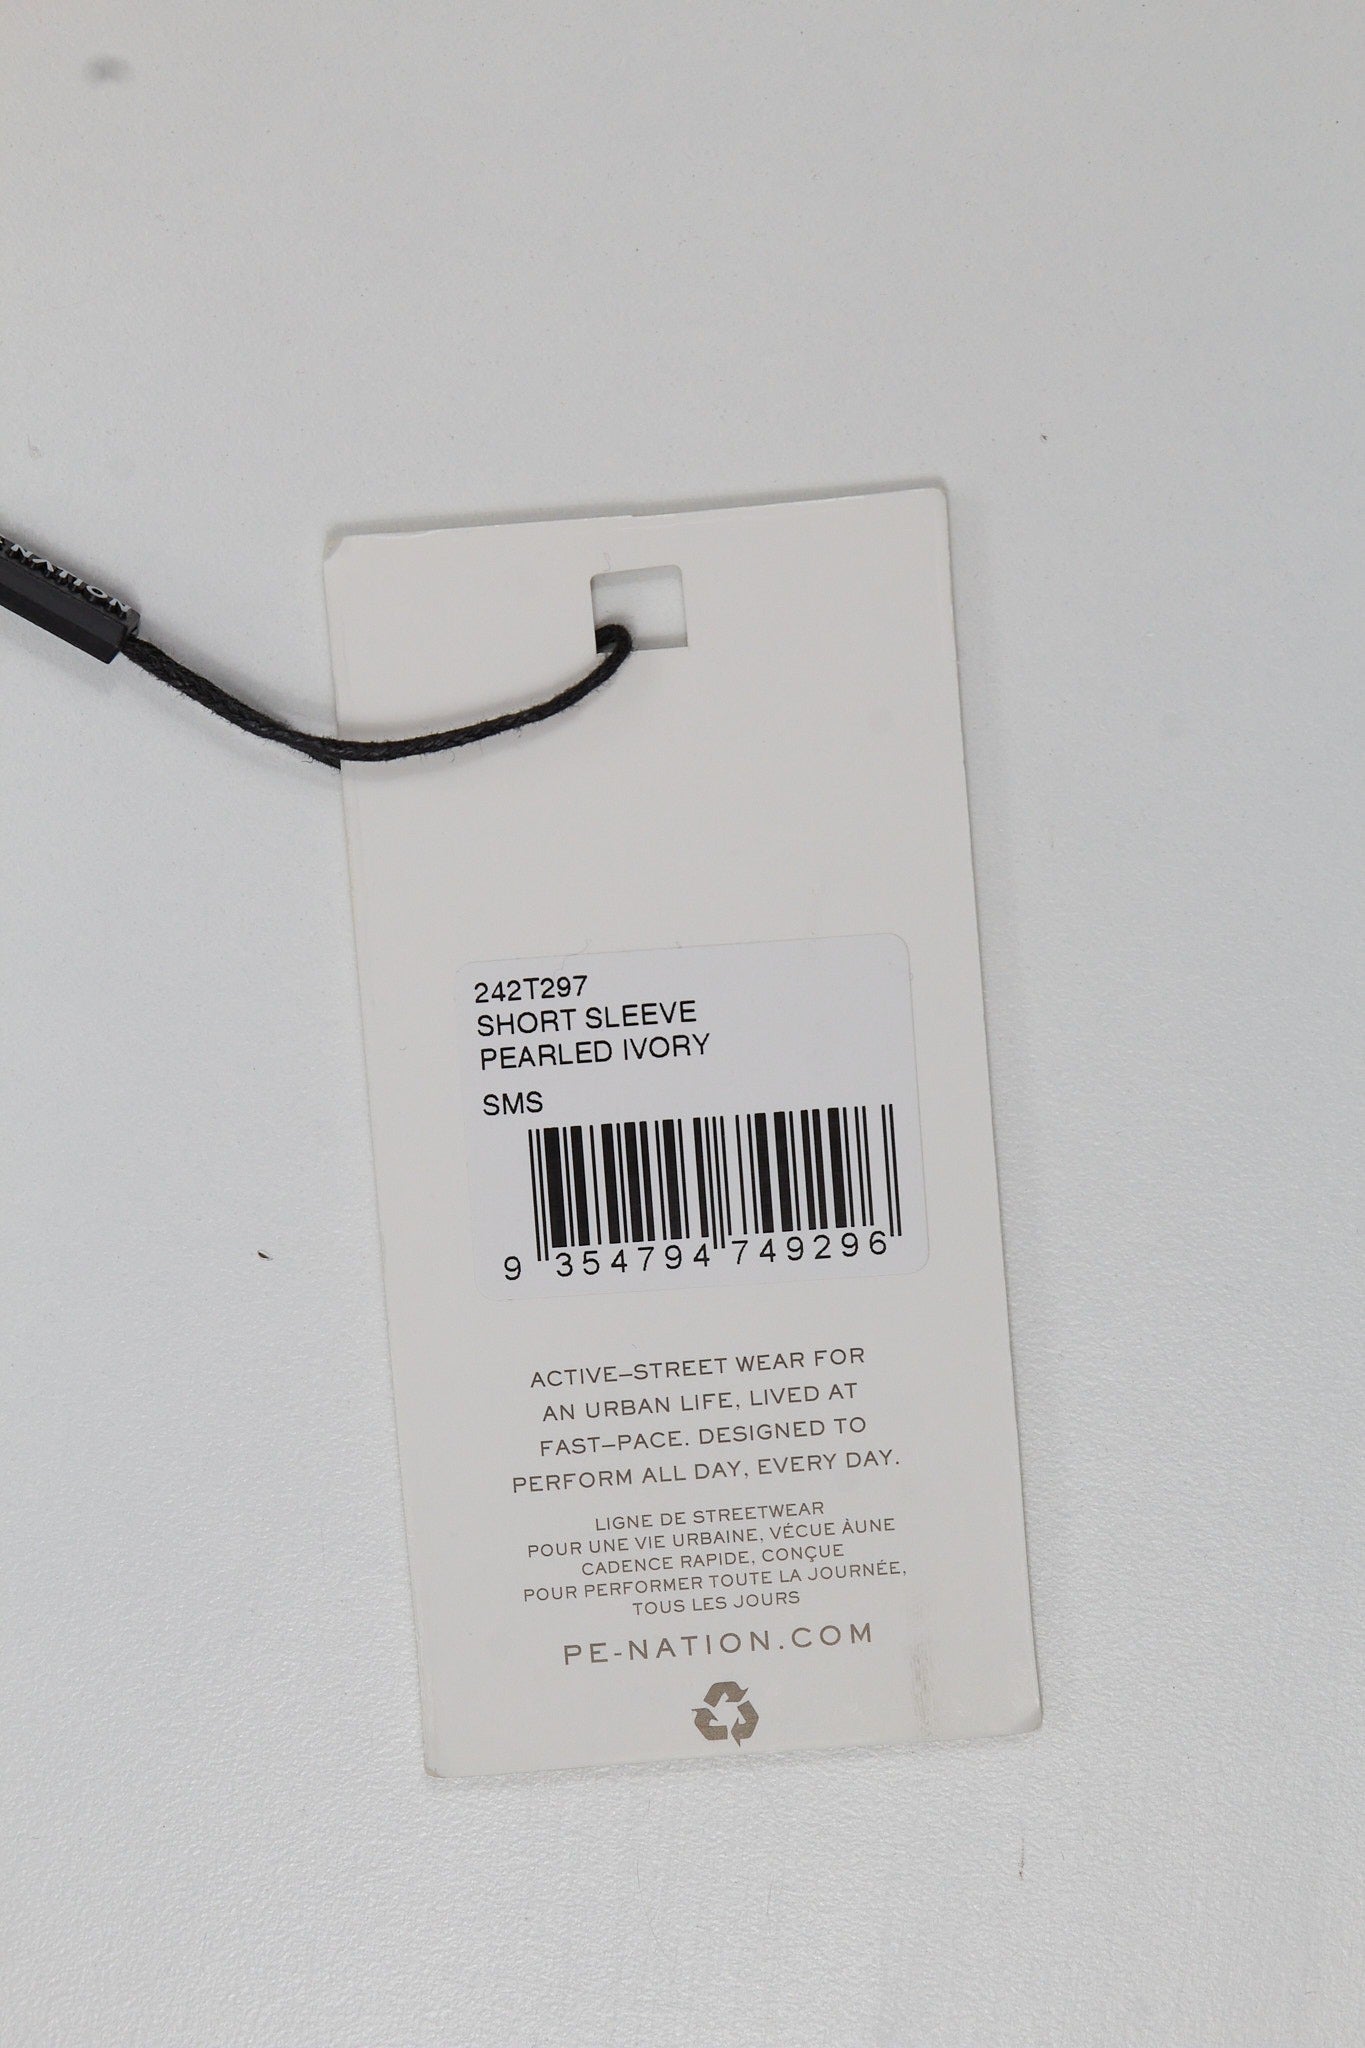 NATION
242T297
SHORT SLEEVE
PEARLED IVORY
SMS
9 354794 749296
ACTIVE–STREET WEAR FOR
AN URBAN LIFE, LIVED AT
FAST–PACE. DESIGNED TO
PERFORM ALL DAY, EVERY DAY.
LIGNE DE STREETWEAR
POUR UNE VIE URBAINE, VÉCUE ÀUNE
CADENCE RAPIDE, CONÇUE
POUR PERFORMER TOUTE LA JOURNÉE,
TOUS LES JOURS
PE-NATION.COM